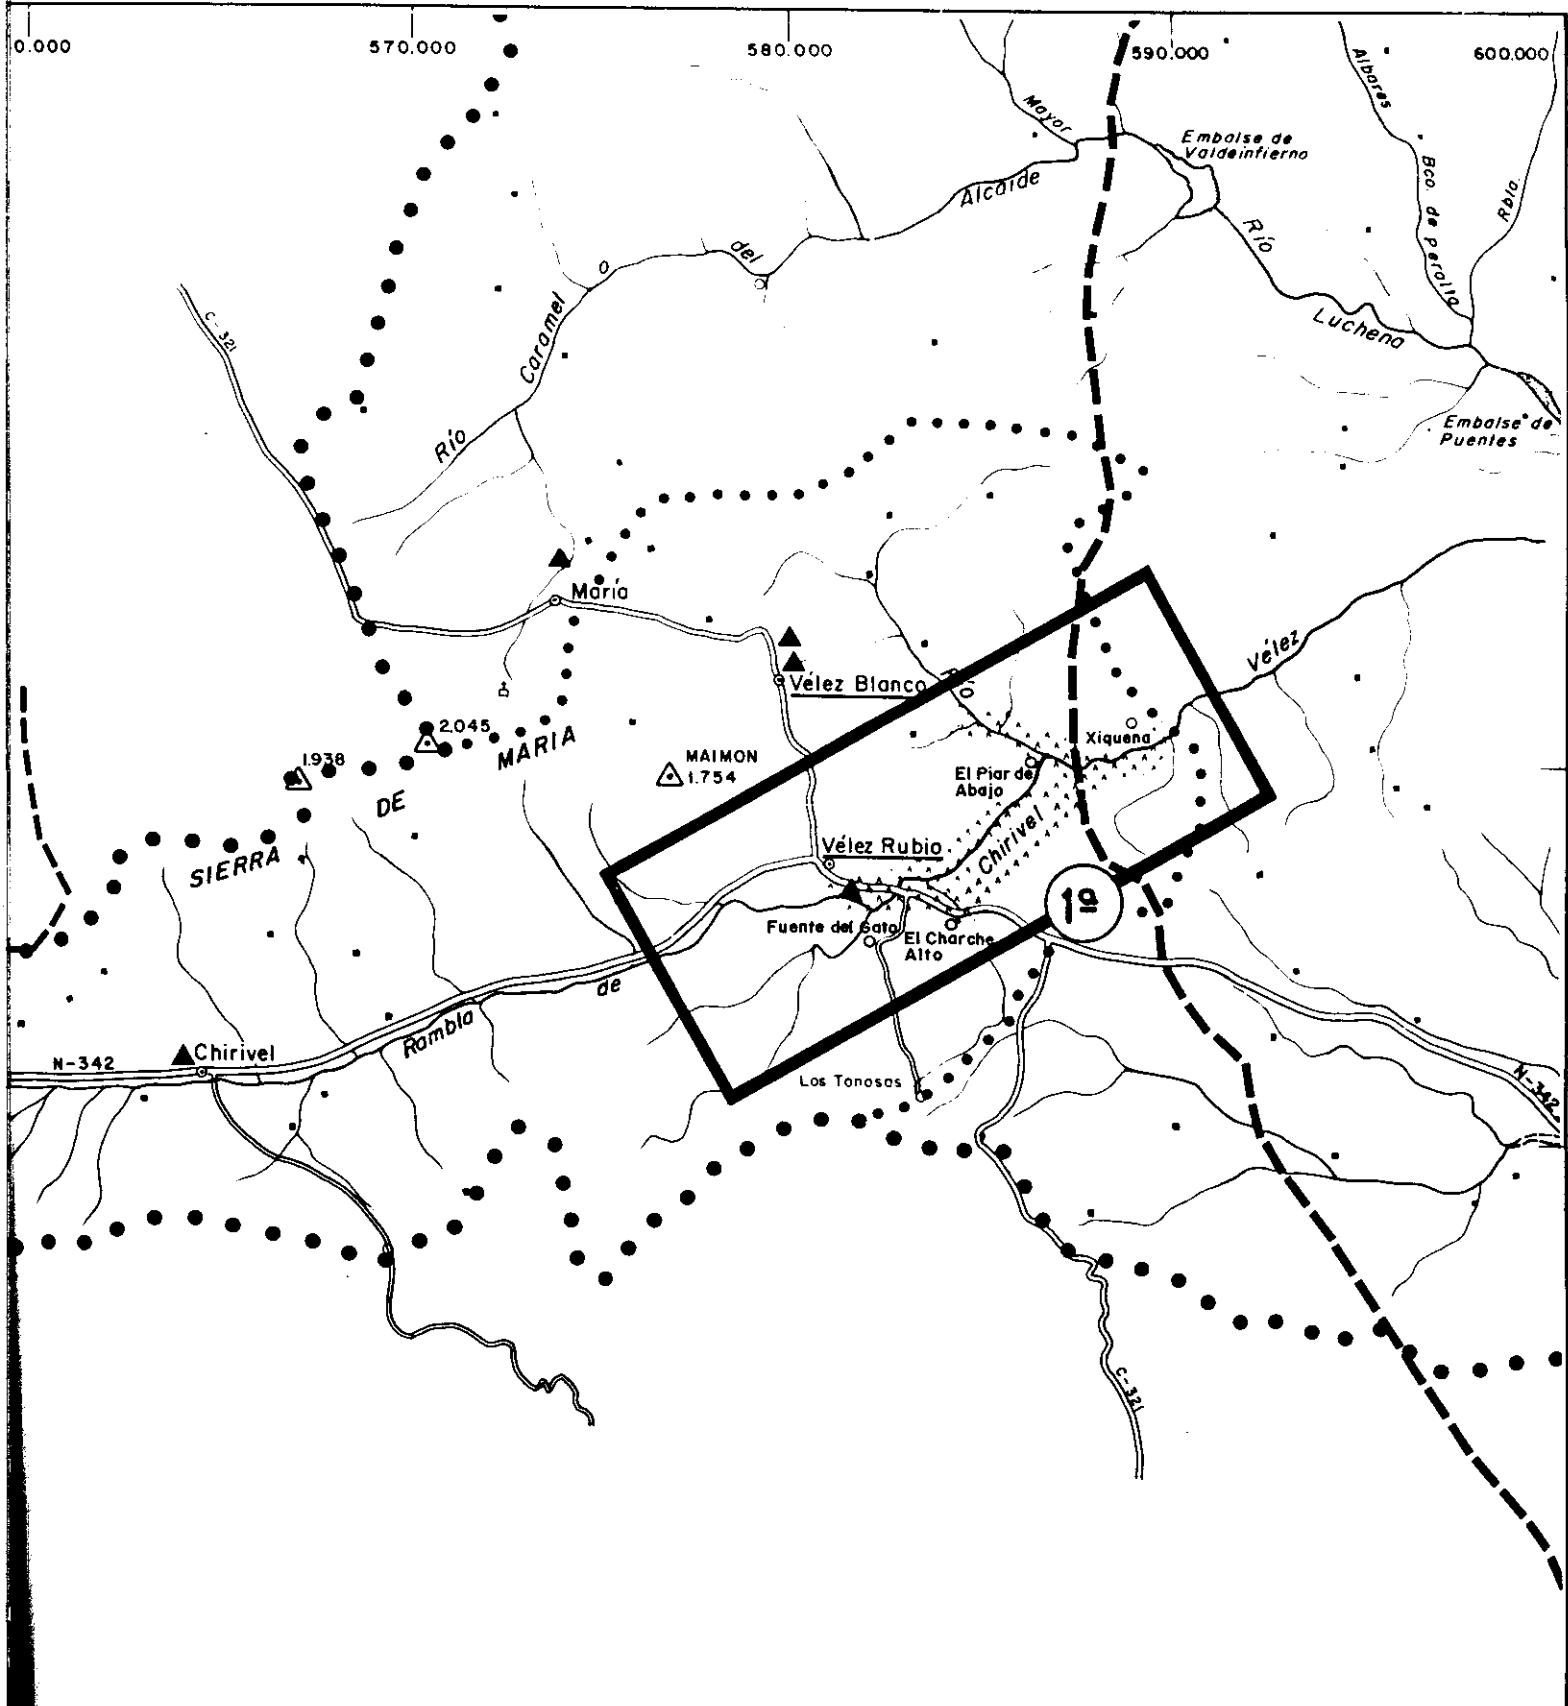 0.000
570.000
580.000
590.000
600.000
Mayor
Embalse de
Valdeinfierno
Albares
Bco. de Peralta
Rbla.
Alcaide
del
O
Caramel
Río
Río
Luchena
Embalse de
Puentes
C-321
María
Vélez Blanco
Río
Vélez
2.045
1.938
MAIMON
1.754
SIERRA
DE
MARIA
Xiquena
El Piar de
Abajo
Chirivel
Vélez Rubio
1ª
Fuente del Gato
El Charche
Alto
de
Rambla
N-342
Chirivel
Los Tonosas
N-342
C-321